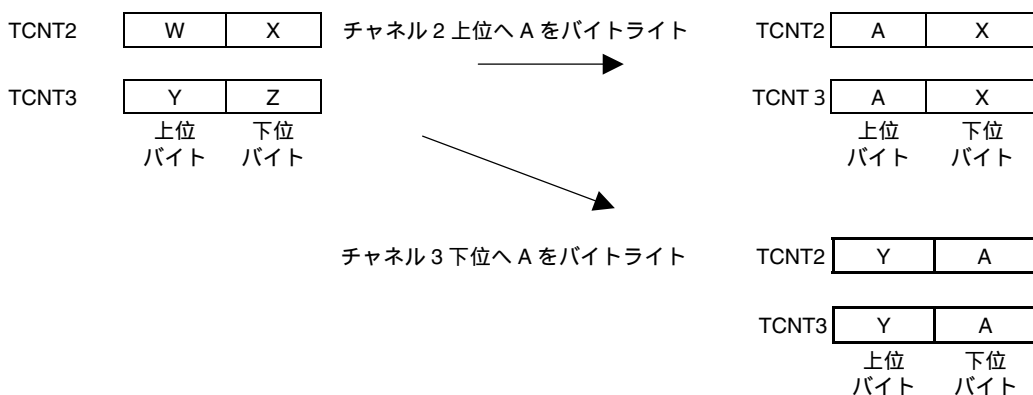 TCNT2 W X チャネル 2 上位へ A をバイトライト TCNT2 A X
TCNT3 Y Z TCNT 3 A X
上位 下位 上位 下位
バイト バイト バイト バイト
チャネル 3 下位へ A をバイトライト TCNT2 Y A
TCNT3 Y A
上位 下位
バイト バイト